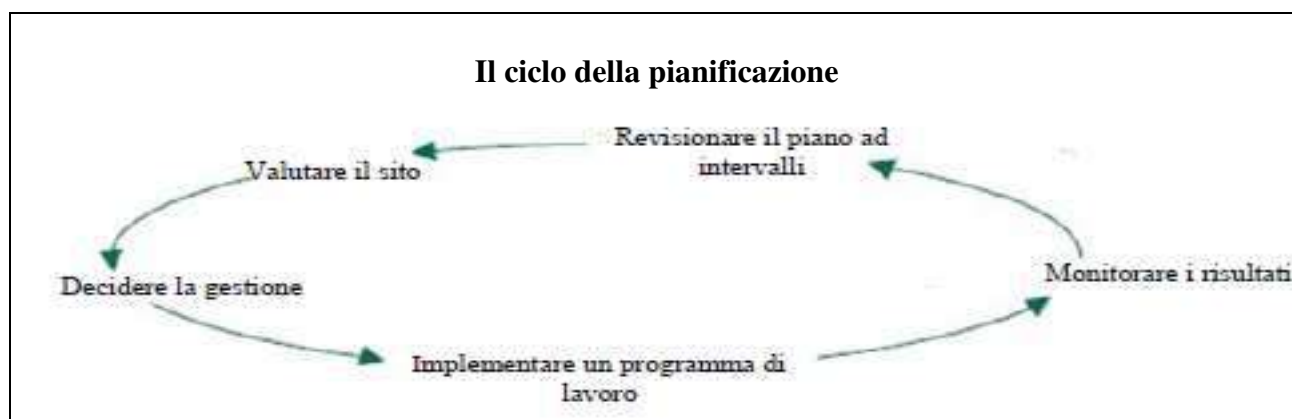 Il ciclo della pianificazione
Revisionare il piano ad
intervalli
Valutare il sito
Decidere la gestione
Monitorare i risultati
Implementare un programma di
lavoro